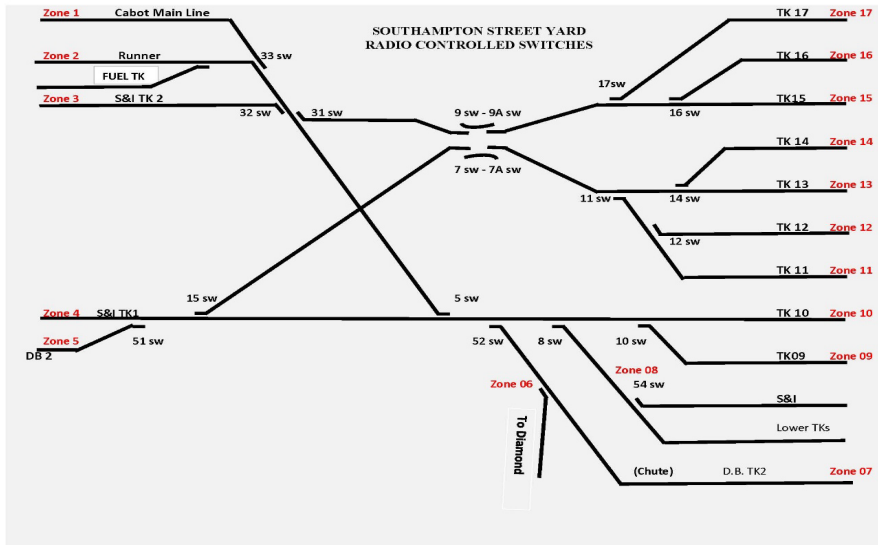 Zone 1 Cabot Main Line
TK 17 Zone 17
SOUTHAMPTON STREET YARD
RADIO CONTROLLED SWITCHES
Zone 2 Runner
33 sw
TK 16 Zone 16
FUEL TK
17sw
Zone 3 S&I TK 2
TK15 Zone 15
32 sw
31 sw
9 sw - 9A sw
16 sw
TK 14 Zone 14
7 sw - 7A sw
TK 13 Zone 13
11 sw
14 sw
TK 12 Zone 12
12 sw
TK 11 Zone 11
15 sw
5 sw
Zone 4 S&I TK1
TK 10 Zone 10
Zone 5
51 sw
52 sw
8 sw
10 sw
DB 2
TK09 Zone 09
Zone 06
Zone 08
54 sw
S&I
To Diamond
Lower TKs
(Chute)
D.B. TK2
Zone 07